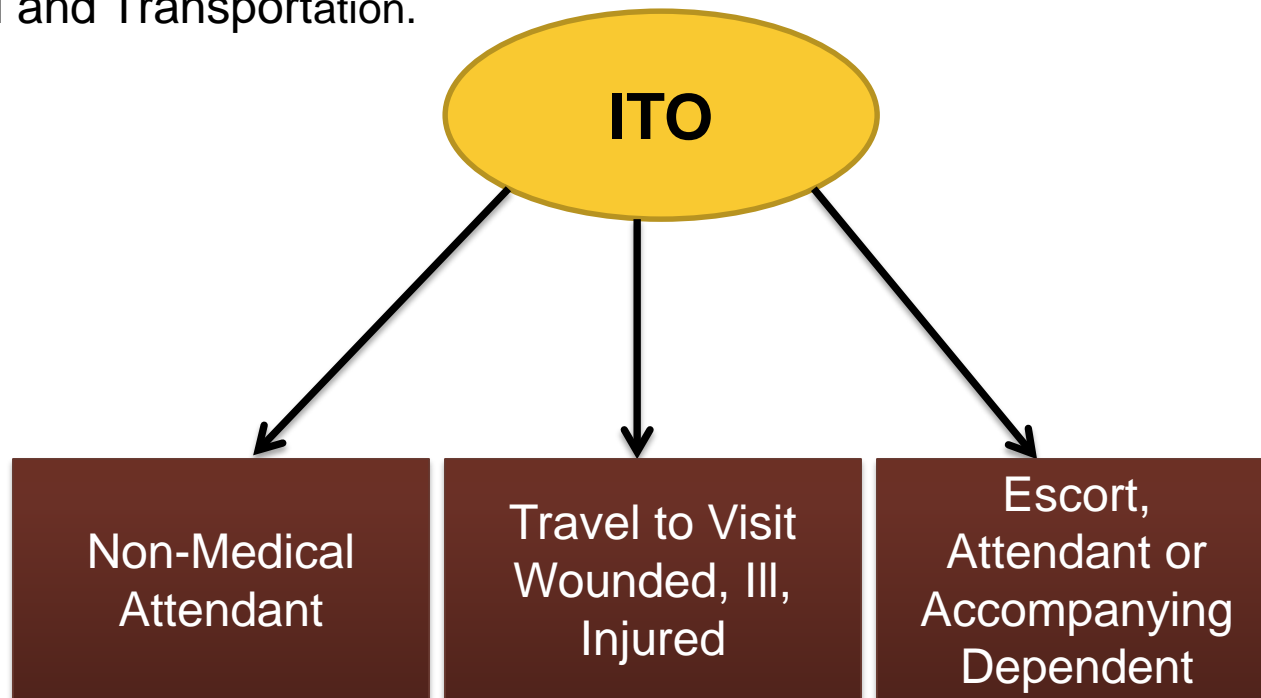 and Transportation.
ITO
Non-Medical
Attendant
Travel to Visit
Wounded, Ill,
Injured
Escort,
Attendant or
Accompanying
Dependent